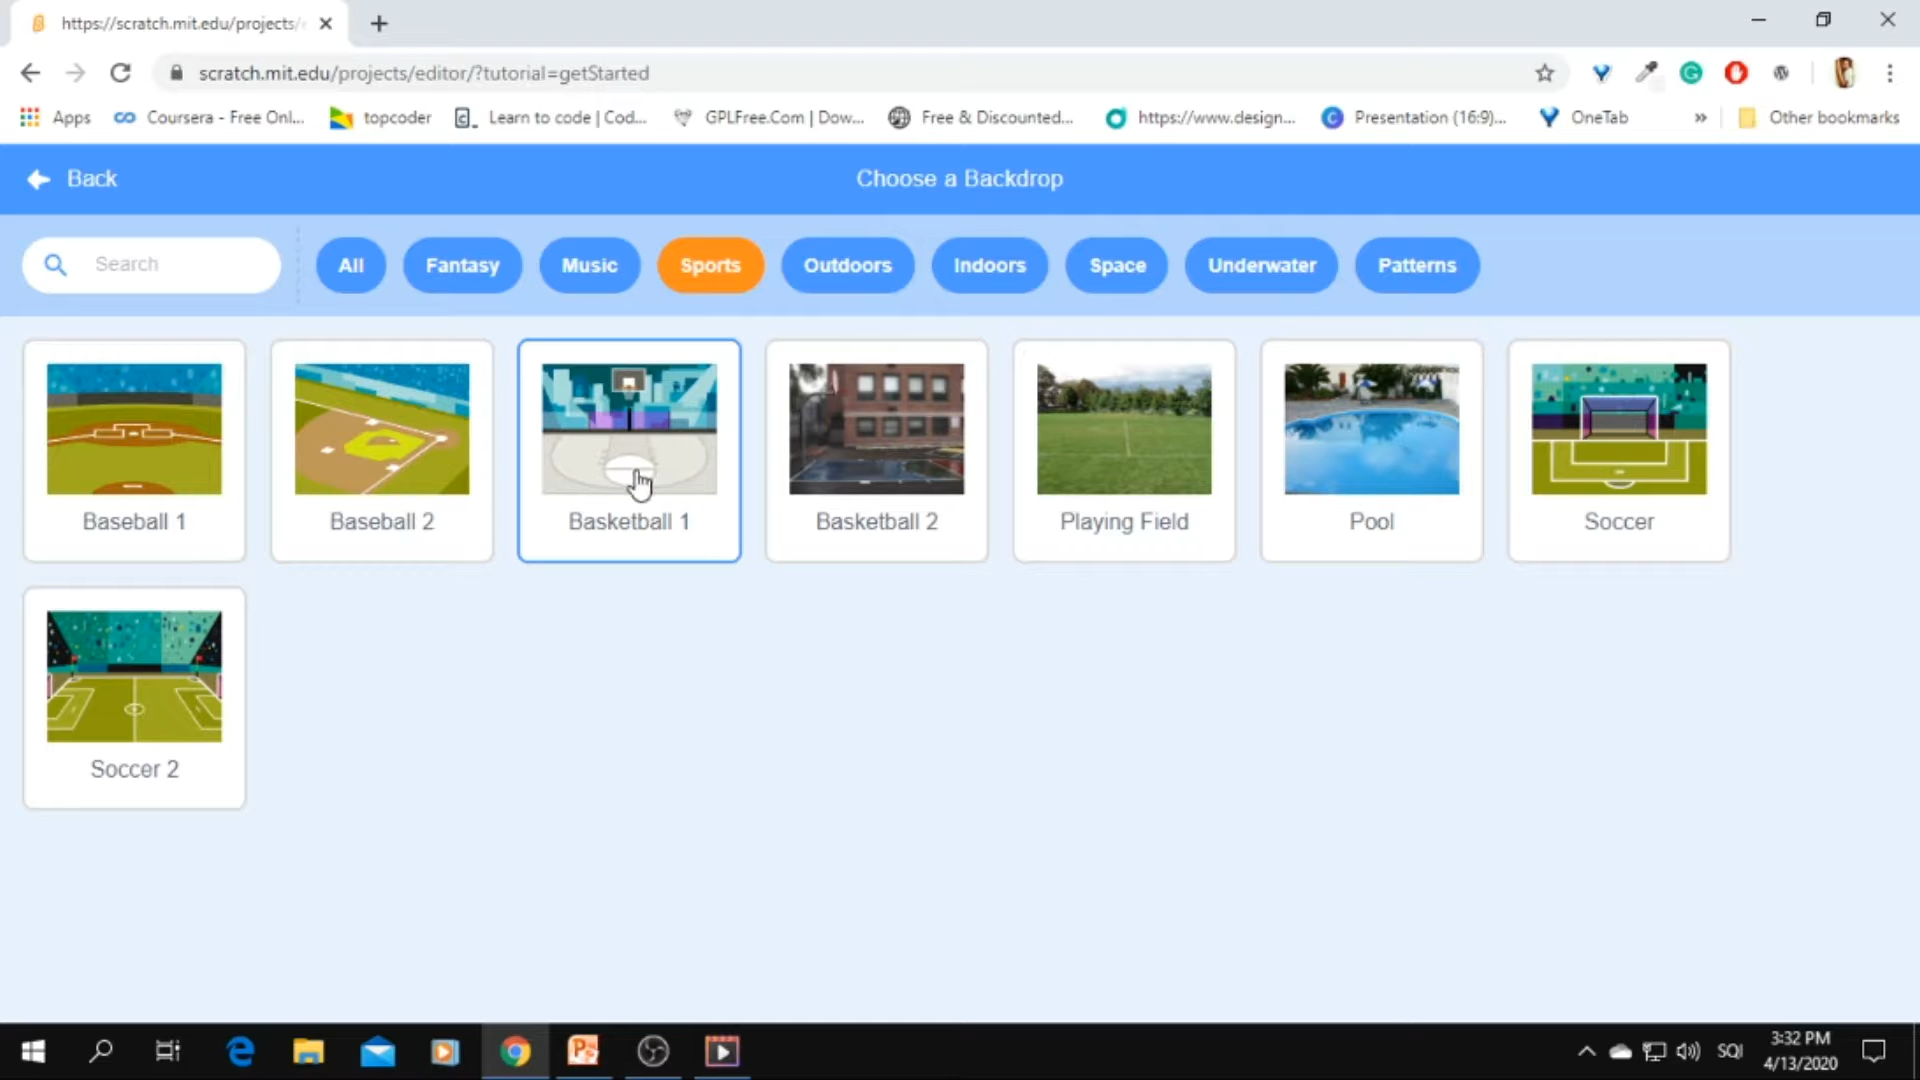 https://scratch.mit.edu/projects/
scratch.mit.edu/projects/editor/?tutorial=getStarted
Apps Coursera - Free Onl... topcoder Learn to code | Cod... GPLFree.Com | Dow... Free & Discounted... https://www.design... Presentation (16:9)... OneTab » Other bookmarks
Back Choose a Backdrop
Search All Fantasy Music Sports Outdoors Indoors Space Underwater Patterns
Baseball 1 Baseball 2 Basketball 1 Basketball 2 Playing Field Pool Soccer
Soccer 2
SQI 3:32 PM
4/13/2020